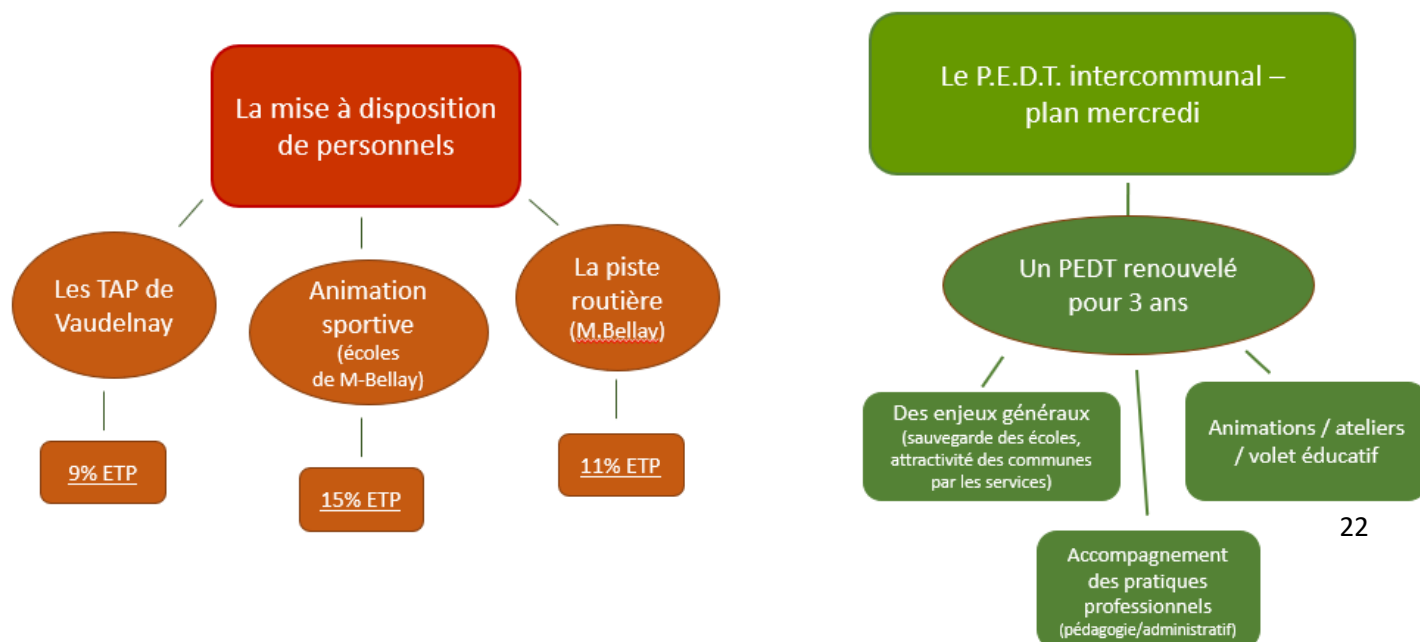 La mise à disposition
de personnels
Les TAP de
Vaudelnay
Animation
sportive
(écoles
de M-Bellay)
La piste
routière
(M.Bellay)
9% ETP
15% ETP
11% ETP
Le P.E.D.T. intercommunal –
plan mercredi
Un PEDT renouvelé
pour 3 ans
Des enjeux généraux
(sauvegarde des écoles,
attractivité des communes
par les services)
Accompagnement
des pratiques
professionnels
(pédagogie/administratif)
Animations / ateliers
/ volet éducatif
22